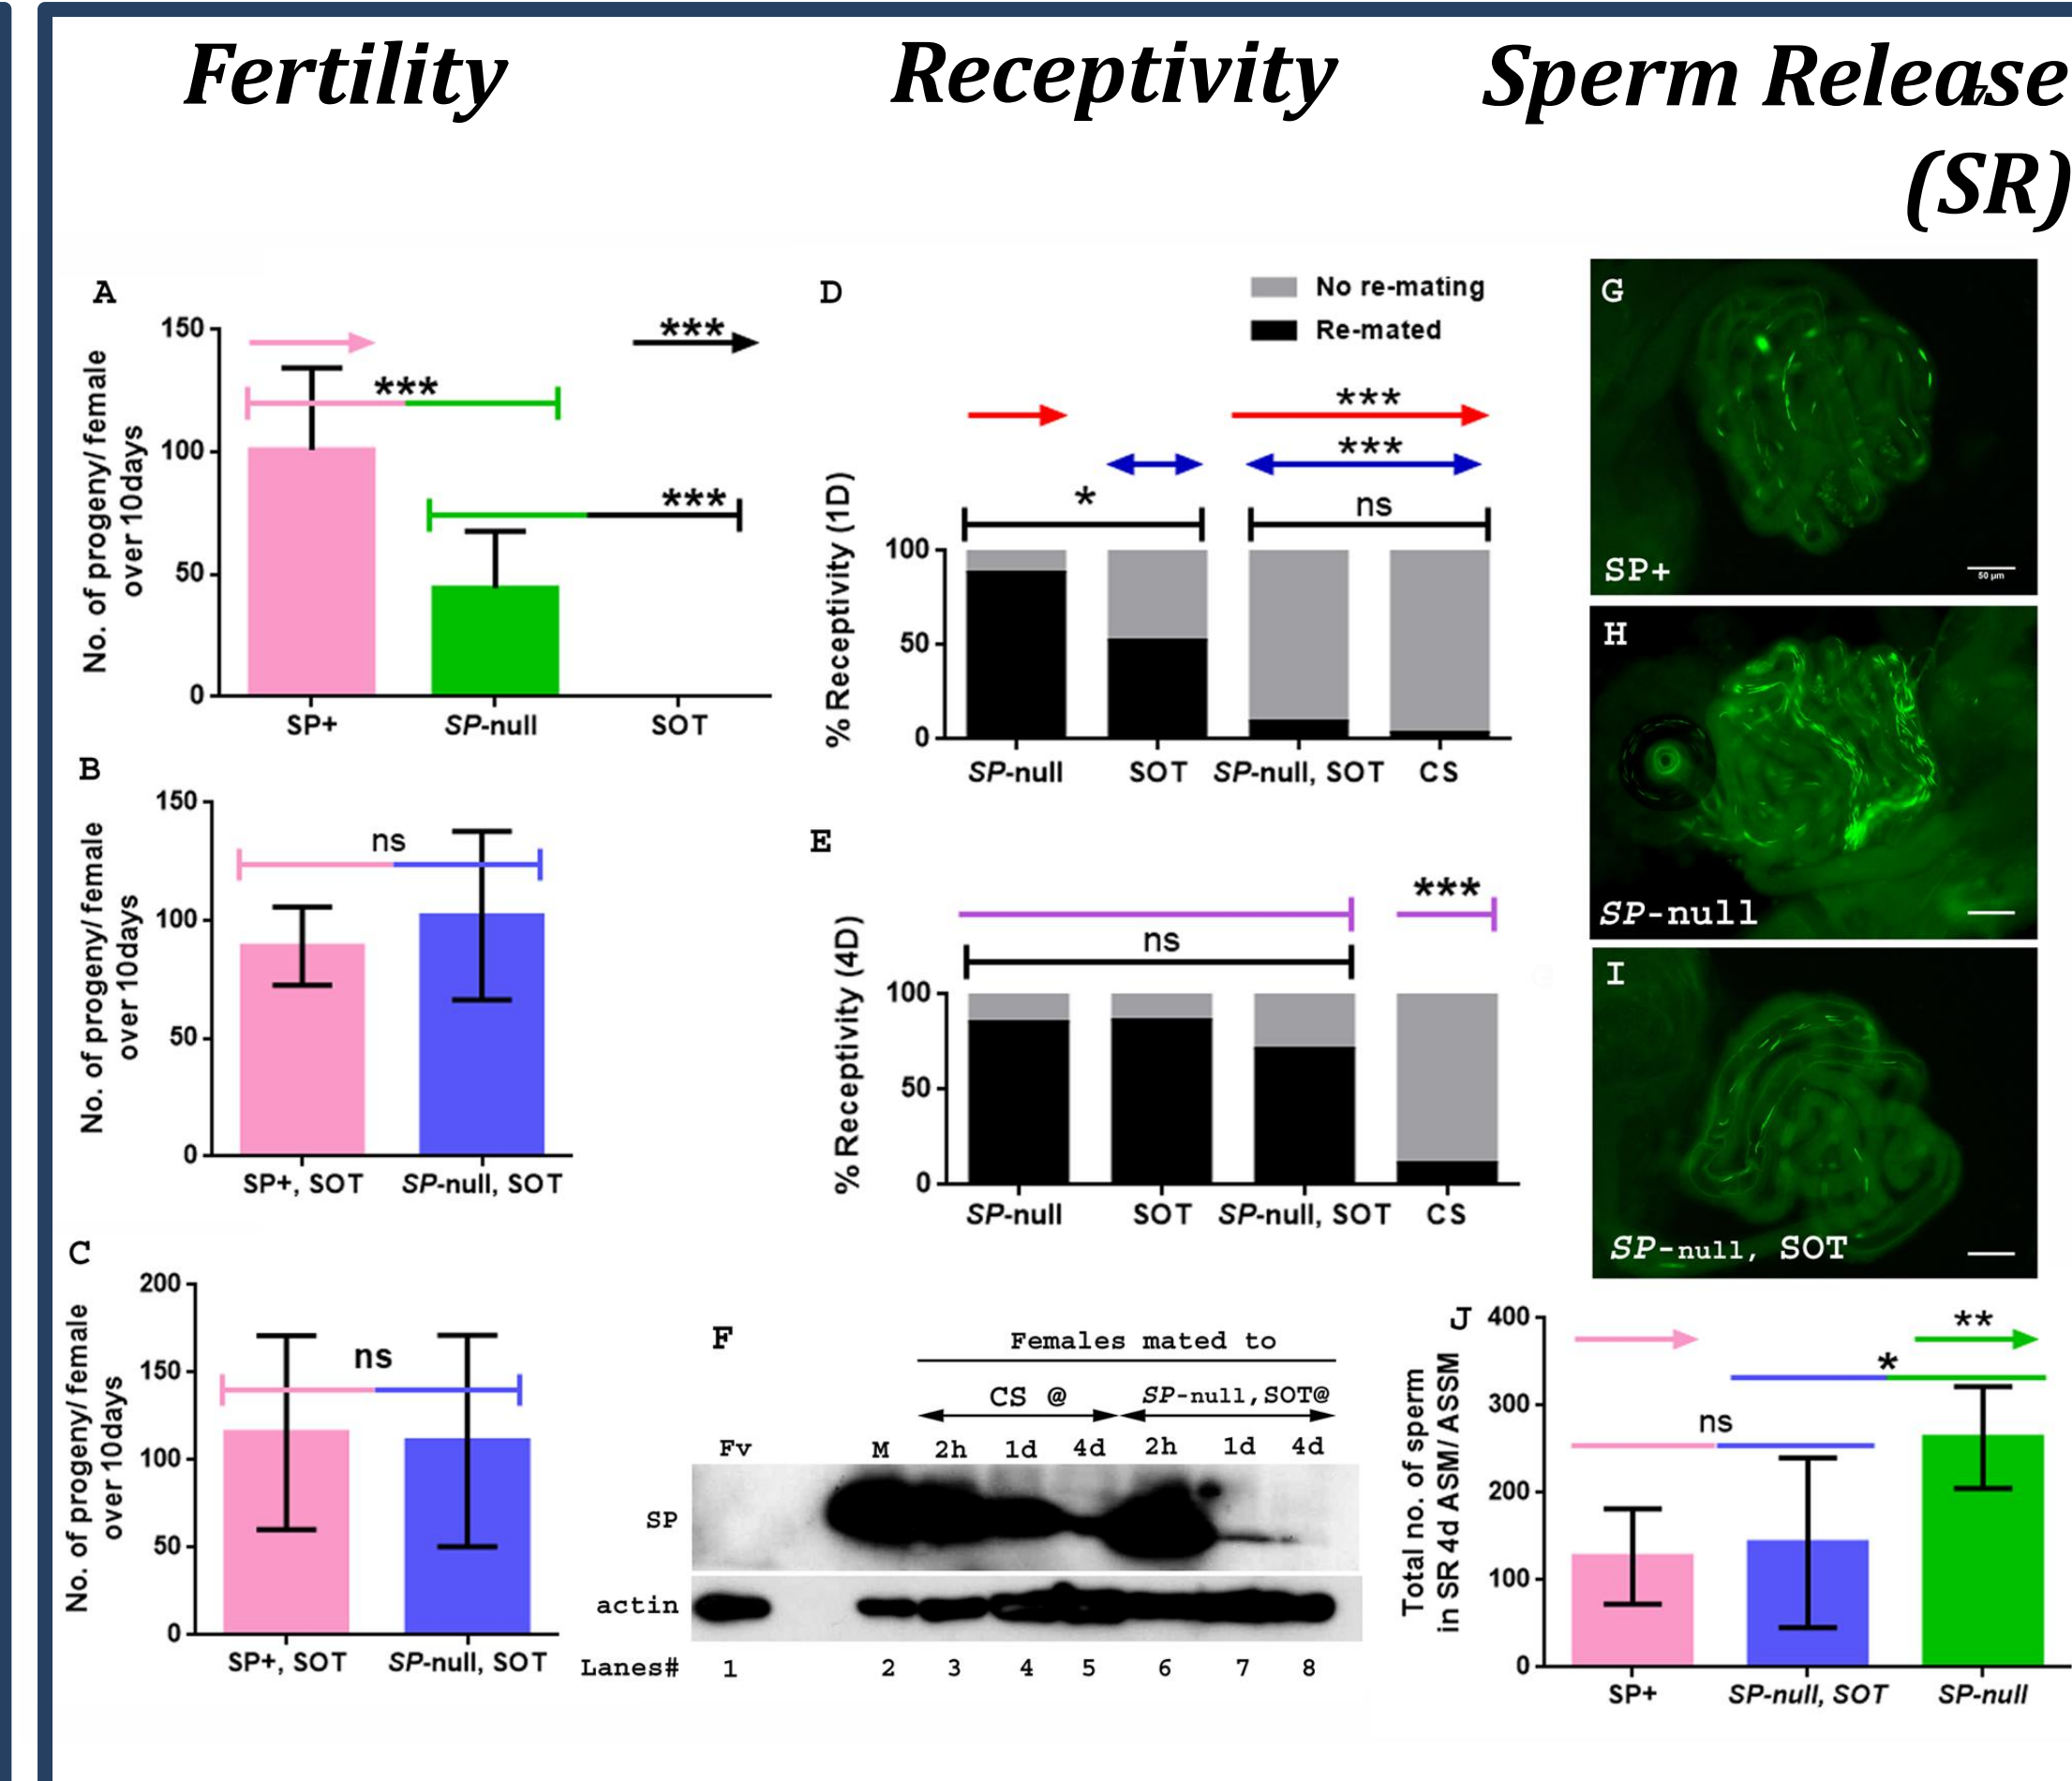 Fertility
Receptivity
Sperm Release
(SR)
A
150
100
50
0
No. of progeny/ female
over 10days
***
***
***
SP+
SP-null
SOT
B
150
100
50
0
No. of progeny/ female
over 10days
ns
SP+, SOT
SP-null, SOT
C
200
150
100
50
0
No. of progeny/ female
over 10days
ns
SP+, SOT
SP-null, SOT
D
No re-mating
Re-mated
***
***
*
ns
% Receptivity (1D)
100
50
0
SP-null
SOT
SP-null, SOT
CS
E
***
ns
% Receptivity (4D)
100
50
0
SP-null
SOT
SP-null, SOT
CS
F
Females mated to
CS @
SP-null,SOT@
Fv
M
2h
1d
4d
2h
1d
4d
SP
actin
Lanes#
1
2
3
4
5
6
7
8
G
SP+
50 µm
H
SP-null
I
SP-null, SOT
J
400
300
200
100
0
Total no. of sperm
in SR 4d ASM/ ASSM
**
*
ns
SP+
SP-null, SOT
SP-null